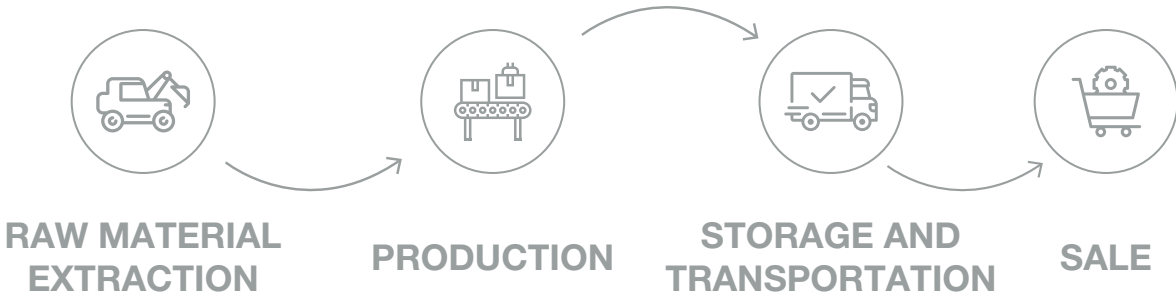 RAW MATERIAL
EXTRACTION
PRODUCTION
STORAGE AND
TRANSPORTATION
SALE